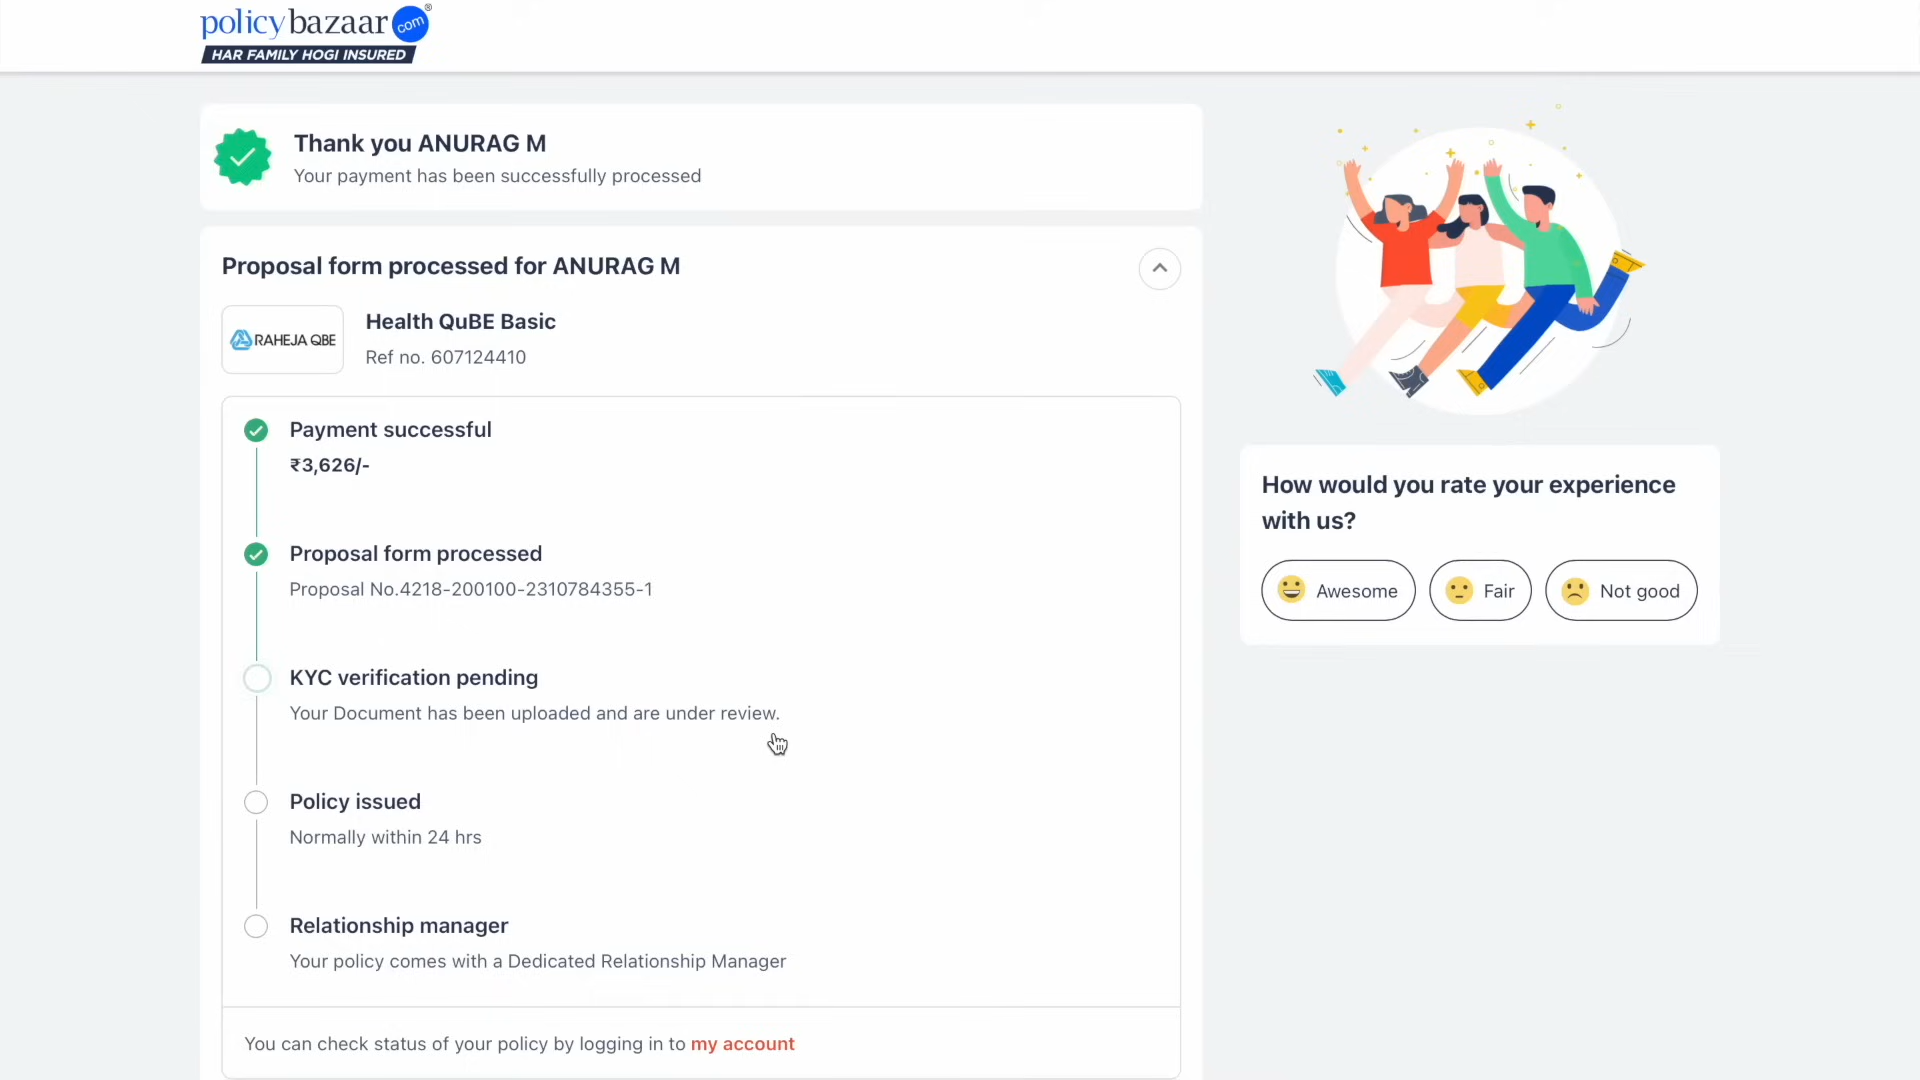 policybazaar com ®
HAR FAMILY HOGI INSURED
Thank you ANURAG M
Your payment has been successfully processed
Proposal form processed for ANURAG M
RAHEJA QBE
Health QuBE Basic
Ref no. 607124410
Payment successful
₹3,626/-
Proposal form processed
Proposal No.4218-200100-2310784355-1
KYC verification pending
Your Document has been uploaded and are under review.
Policy issued
Normally within 24 hrs
Relationship manager
Your policy comes with a Dedicated Relationship Manager
You can check status of your policy by logging in to my account
How would you rate your experience
with us?
Awesome
Fair
Not good